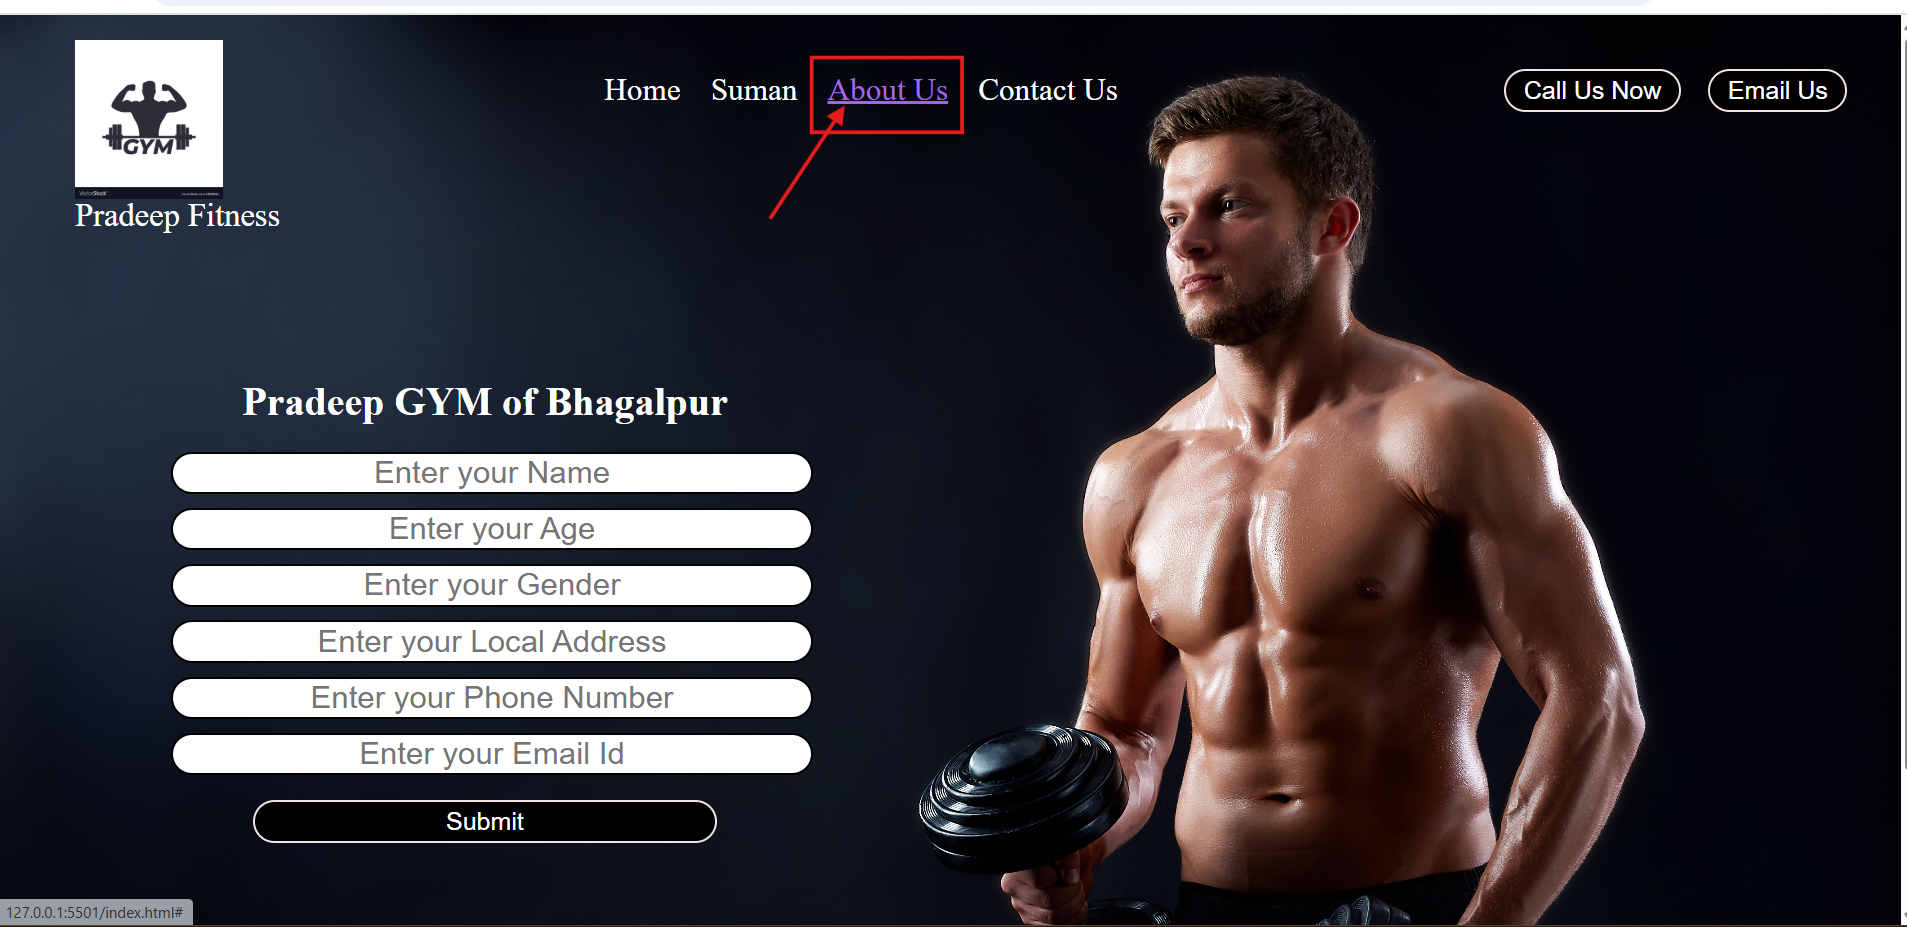 Home Suman About Us Contact Us
Call Us Now
Email Us
GYM
VectorStock
Pradeep Fitness
Pradeep GYM of Bhagalpur
Enter your Name
Enter your Age
Enter your Gender
Enter your Local Address
Enter your Phone Number
Enter your Email Id
Submit
127.0.0.1:5501/index.html#